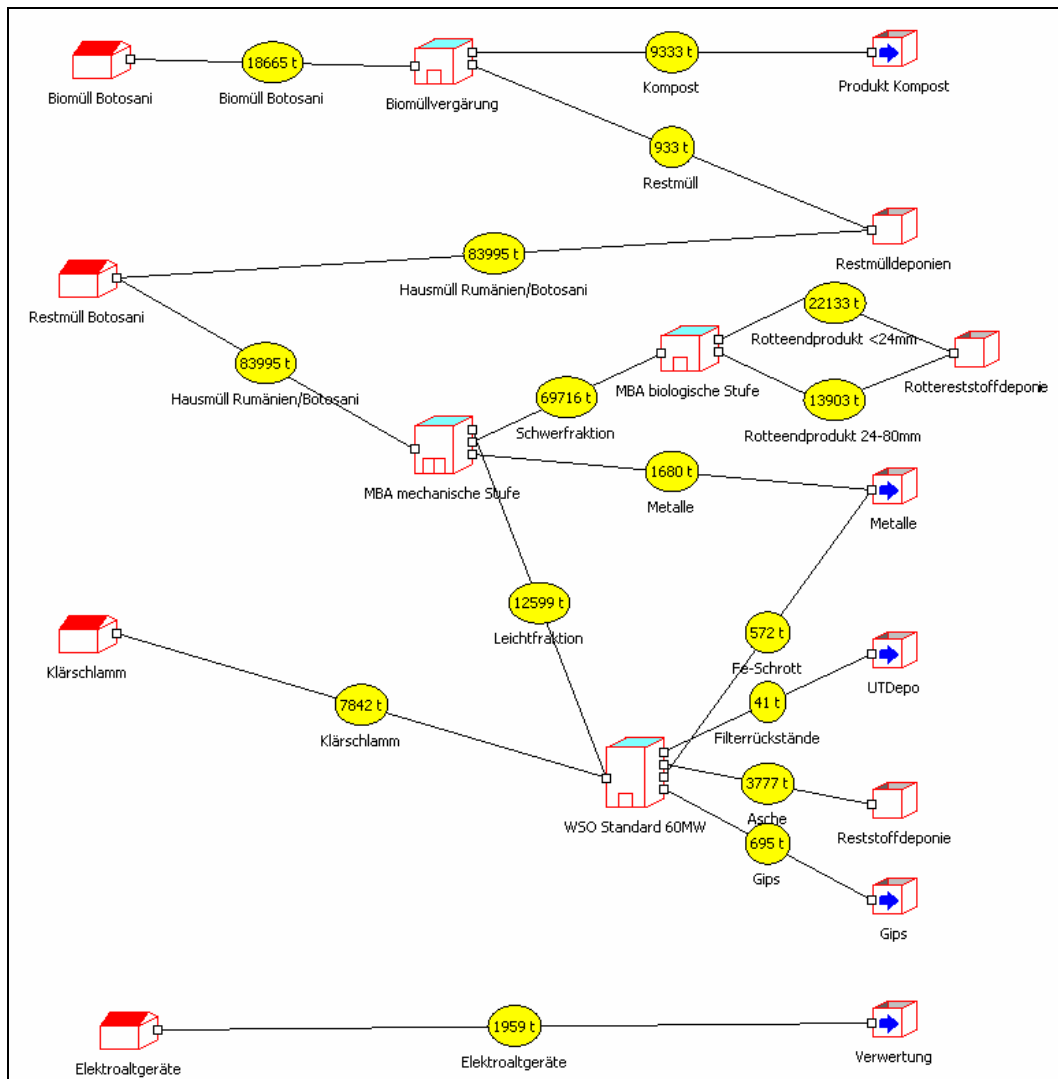 18665 t
9333 t
Biomüll Botosani
Biomüll Botosani
Biomüllvergärung
Kompost
Produkt Kompost
933 t
Restmüll
83995 t
Restmülldeponien
Hausmüll Rumänien/Botosani
Restmüll Botosani
22133 t
Rotteendprodukt <24mm
83995 t
MBA biologische Stufe
Rottereststoffdeponie
Hausmüll Rumänien/Botosani
69716 t
13903 t
Schwerfraktion
Rotteendprodukt 24-80mm
MBA mechanische Stufe
1680 t
Metalle
Metalle
12599 t
Leichtfraktion
572 t
Fe-Schrott
Klärschlamm
UTDepo
7842 t
41 t
Klärschlamm
Filterrückstände
3777 t
Asche
WSO Standard 60MW
Reststoffdeponie
695 t
Gips
Gips
1959 t
Elektroaltgeräte
Elektroaltgeräte
Verwertung